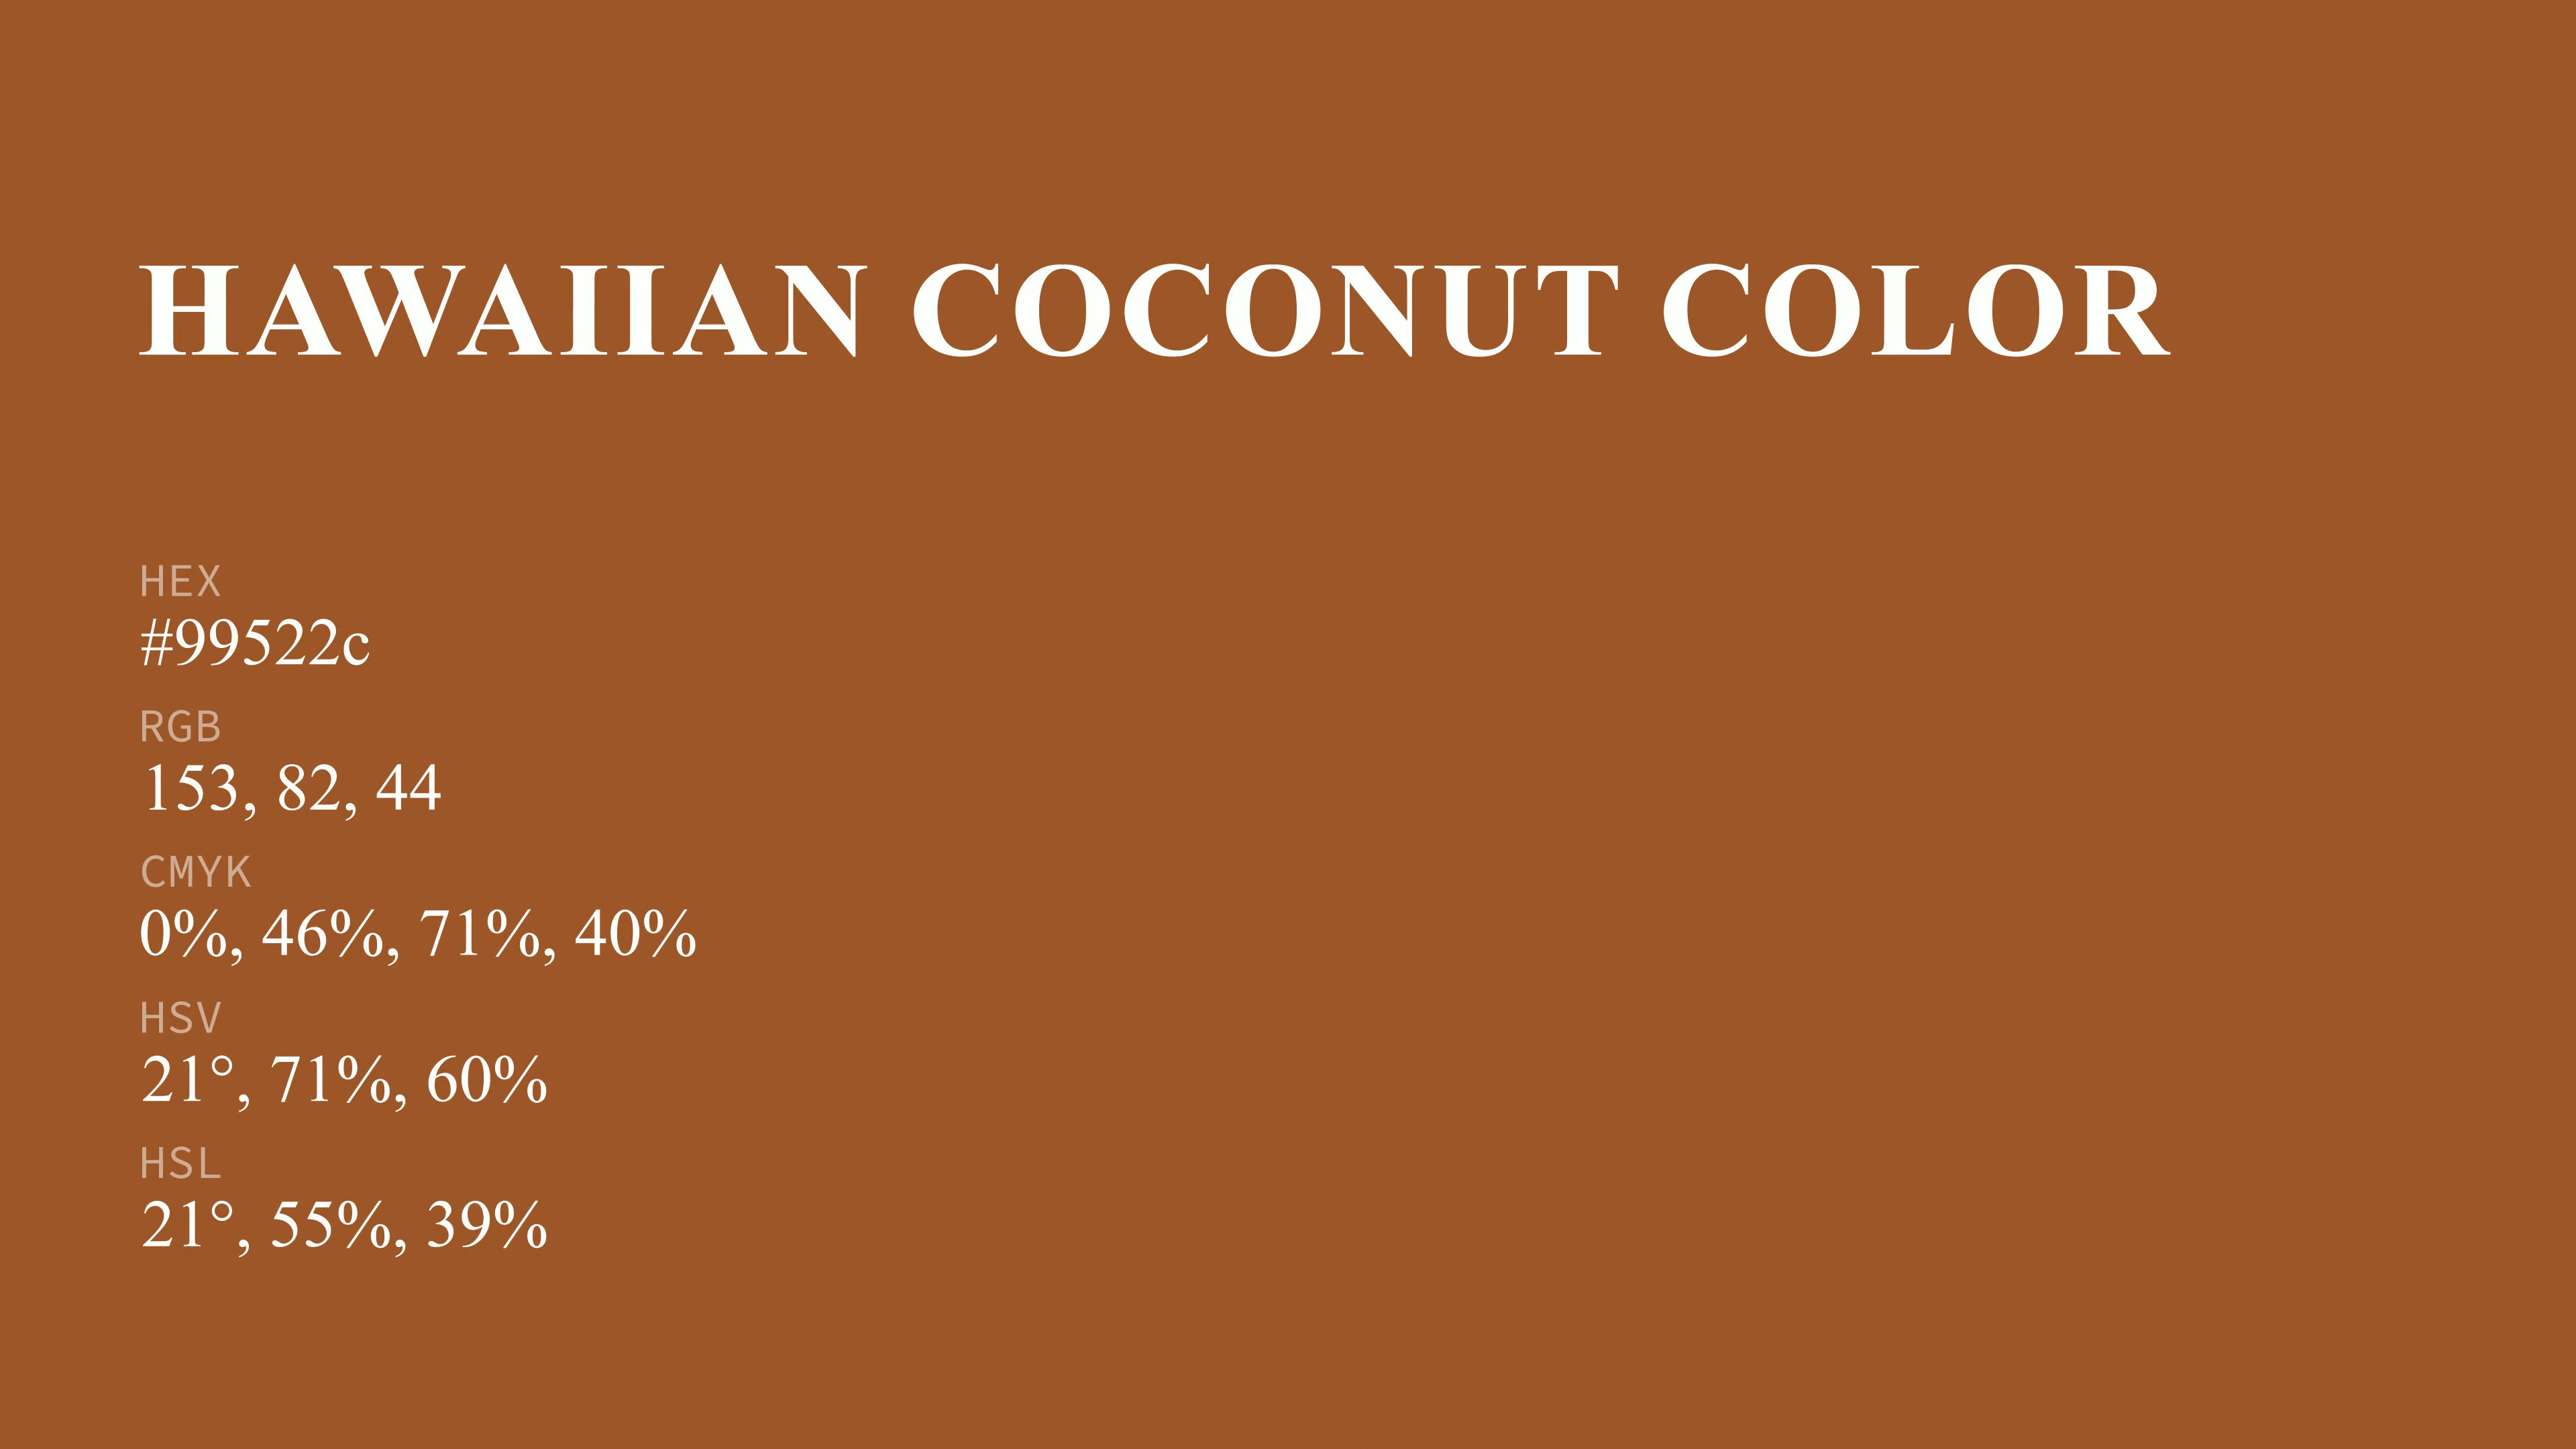 HAWAIIAN COCONUT COLOR
HEX
#99522c
RGB
153, 82, 44
CMYK
0%, 46%, 71%, 40%
HSV
21°, 71%, 60%
HSL
21°, 55%, 39%